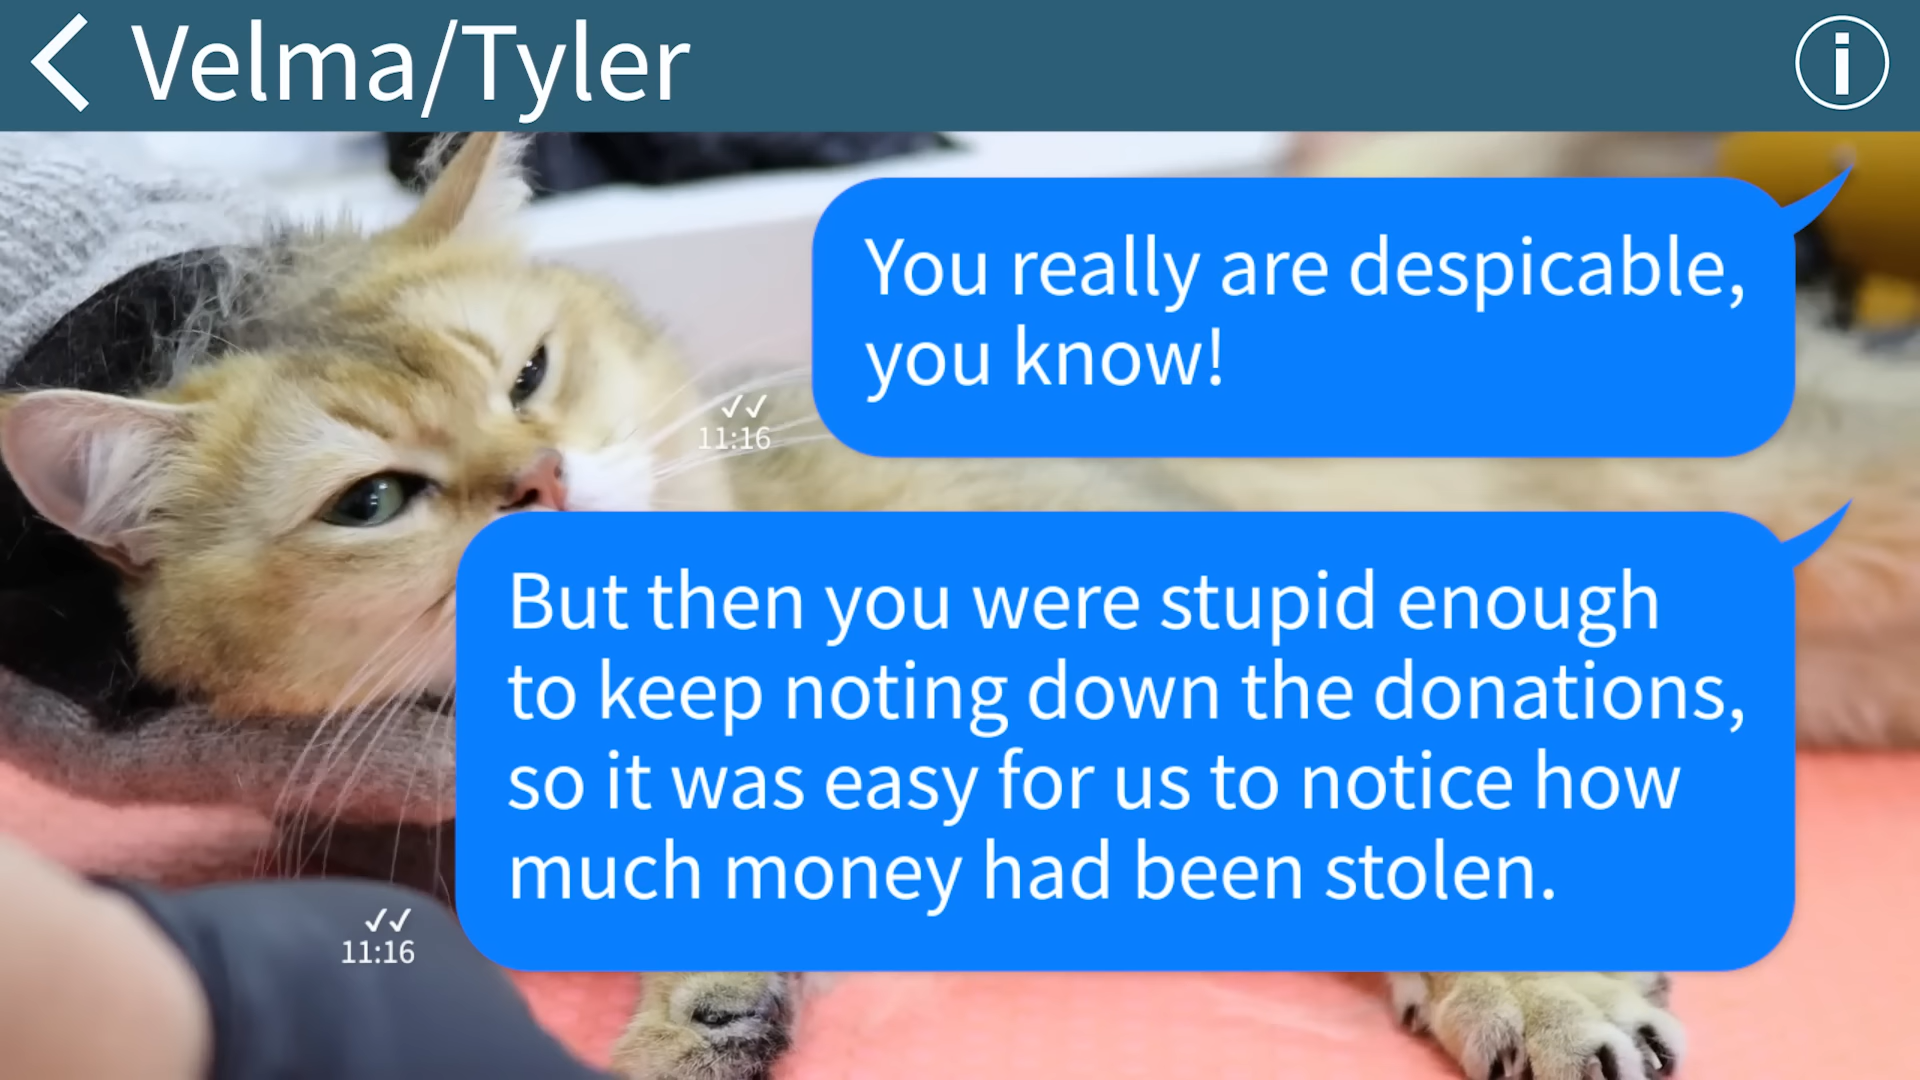 Velma/Tyler
You really are despicable,
you know!
11:16
But then you were stupid enough
to keep noting down the donations,
so it was easy for us to notice how
much money had been stolen.
11:16